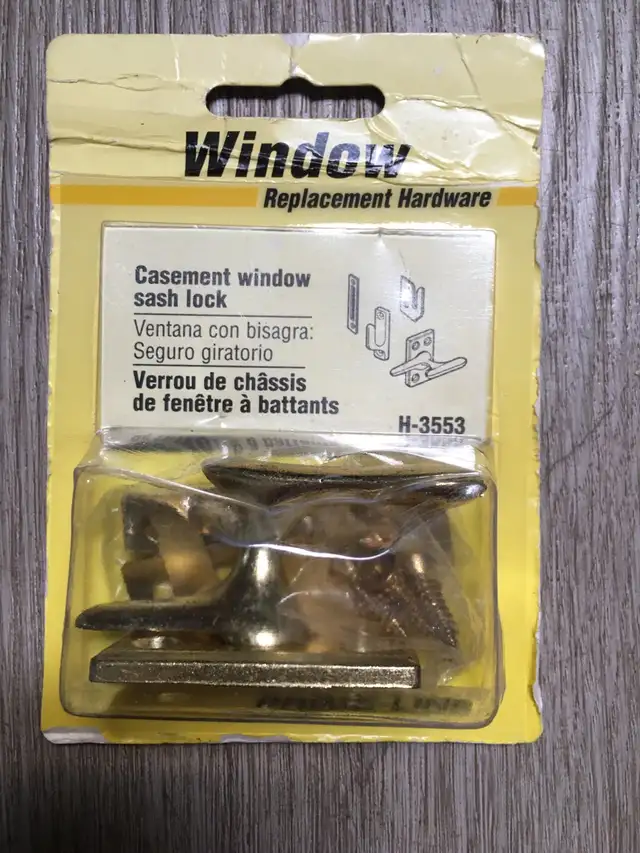 Window
Replacement Hardware
Casement window
sash lock
Ventana con bisagra:
Seguro giratorio
Verrou de châssis
de fenêtre à battants
H-3553